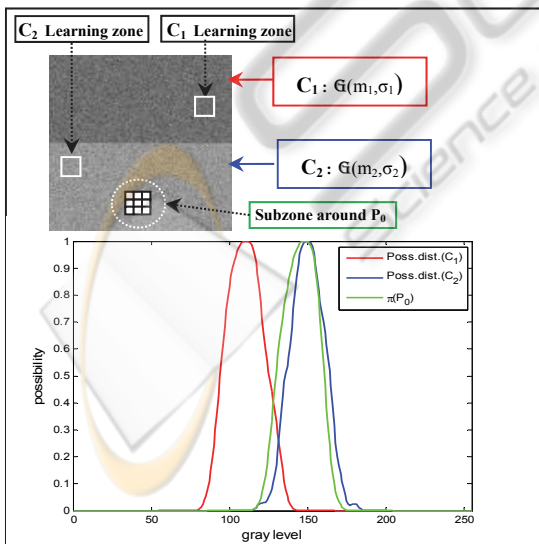 C₂ Learning zone
C₁ Learning zone
C₁ : G(m₁,σ₁)
C₂ : G(m₂,σ₂)
Subzone around P₀
science
Poss.dist.(C₁)
Poss.dist.(C₂)
π(P₀)
possibility
1
0.9
0.8
0.7
0.6
0.5
0.4
0.3
0.2
0.1
0
0 50 100 150 200 250
gray level